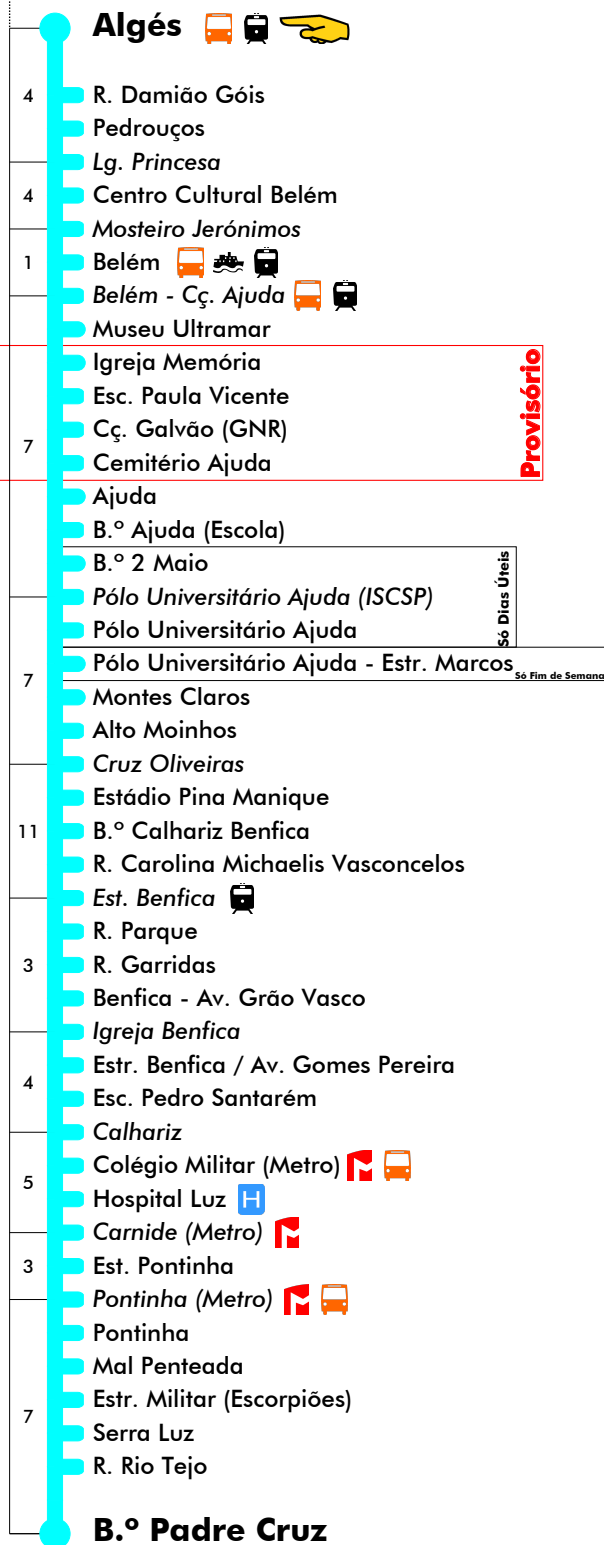 Algés
4
R. Damião Góis
Pedrouços
Lg. Princesa
4
Centro Cultural Belém
Mosteiro Jerónimos
1
Belém
Belém - Cç. Ajuda
Museu Ultramar
Igreja Memória
Provisório
Esc. Paula Vicente
Cç. Galvão (GNR)
7
Cemitério Ajuda
Ajuda
B.º Ajuda (Escola)
B.º 2 Maio
Só Dias Úteis
Pólo Universitário Ajuda (ISCSP)
Pólo Universitário Ajuda
Pólo Universitário Ajuda - Estr. Marcos
Só Fim de Semana
7
Montes Claros
Alto Moinhos
Cruz Oliveiras
Estádio Pina Manique
11
B.º Calhariz Benfica
R. Carolina Michaelis Vasconcelos
Est. Benfica
R. Parque
3
R. Garridas
Benfica - Av. Grão Vasco
Igreja Benfica
Estr. Benfica / Av. Gomes Pereira
4
Esc. Pedro Santarém
Calhariz
Colégio Militar (Metro)
5
Hospital Luz H
Carnide (Metro)
3
Est. Pontinha
Pontinha (Metro)
Pontinha
Mal Penteada
Estr. Militar (Escorpiões)
7
Serra Luz
R. Rio Tejo
B.º Padre Cruz